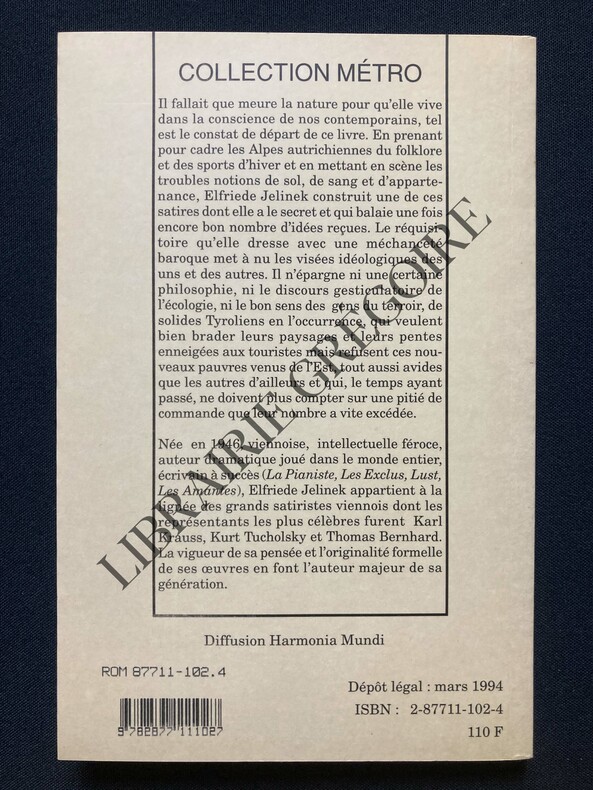 COLLECTION MÉTRO
Il fallait que meure la nature pour qu'elle vive
dans la conscience de nos contemporains, tel
est le constat de départ de ce livre. En prenant
pour cadre les Alpes autrichiennes du folklore
et des sports d'hiver et en mettant en scène les
troubles notions de sol, de sang et d'apparte-
nance, Elfriede Jelinek construit une de ces
satires dont elle a le secret et qui balaie une fois
encore bon nombre d'idées reçues. Le réquisi-
toire qu'elle dresse avec une méchanceté
baroque met à nu les visées idéologiques des
uns et des autres. Il n'épargne ni une certaine
philosophie, ni le discours gesticulatoire de
l'écologie, ni le bon sens des gens du terroir, de
solides Tyroliens en l'occurrence, qui veulent
bien brader leurs paysages et leurs pentes
enneigées aux touristes mais refusent ces nou-
veaux pauvres venus de l'Est, tout aussi avides
que les autres d'ailleurs et qui, le temps ayant
passé, ne doivent plus compter sur une pitié de
commande que leur nombre a vite excédée.
Née en 1946, viennoise, intellectuelle féroce,
auteur dramatique joué dans le monde entier,
écrivain à succès (La Pianiste, Les Exclus, Lust,
Les Amantes), Elfriede Jelinek appartient à la
lignée des grands satiristes viennois dont les
représentants les plus célèbres furent Karl
Krauss, Kurt Tucholsky et Thomas Bernhard.
La vigueur de sa pensée et l'originalité formelle
de ses œuvres en font l'auteur majeur de sa
génération.
LIBRAIRIE GRÉGOIRE
Diffusion Harmonia Mundi
ROM 87711-102.4
Dépôt légal : mars 1994
ISBN : 2-87711-102-4
110 F
9 782877 111027